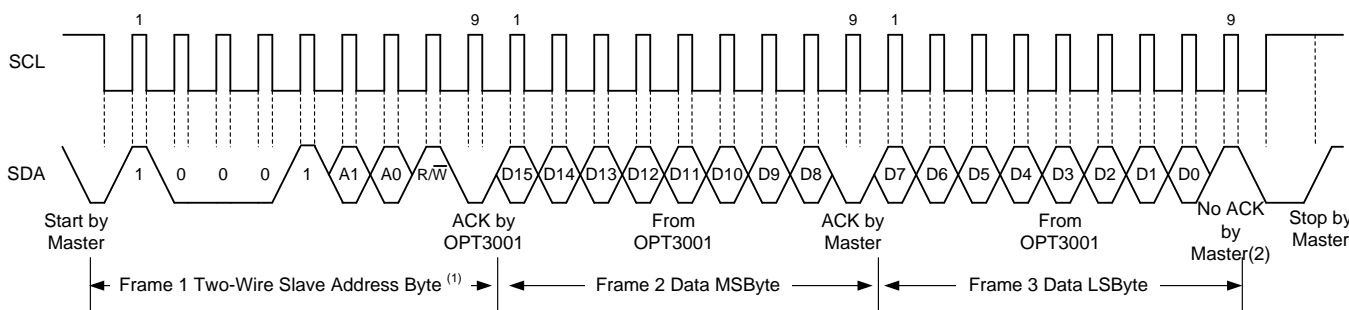 1 9 1 9 1 9
SCL
SDA
1 0 0 0 1 A1 A0 R/W̅ D15 D14 D13 D12 D11 D10 D9 D8 D7 D6 D5 D4 D3 D2 D1 D0
Start by
Master
ACK by
OPT3001
From
OPT3001
ACK by
Master
From
OPT3001
No ACK
by
Master(2)
Stop by
Master
Frame 1 Two-Wire Slave Address Byte (1)
Frame 2 Data MSByte
Frame 3 Data LSByte